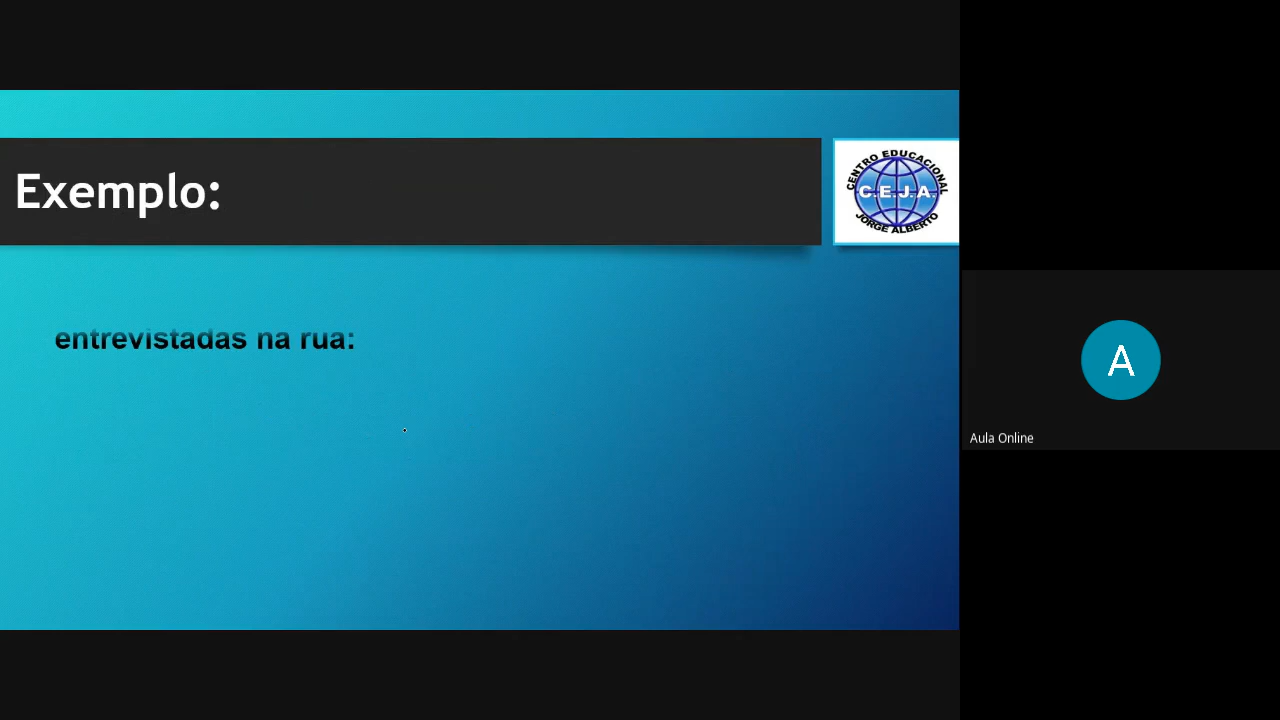 Exemplo:
CENTRO EDUCACIONAL
C.E.J.A.
JORGE ALBERTO
entrevistadas na rua:
A
Aula Online